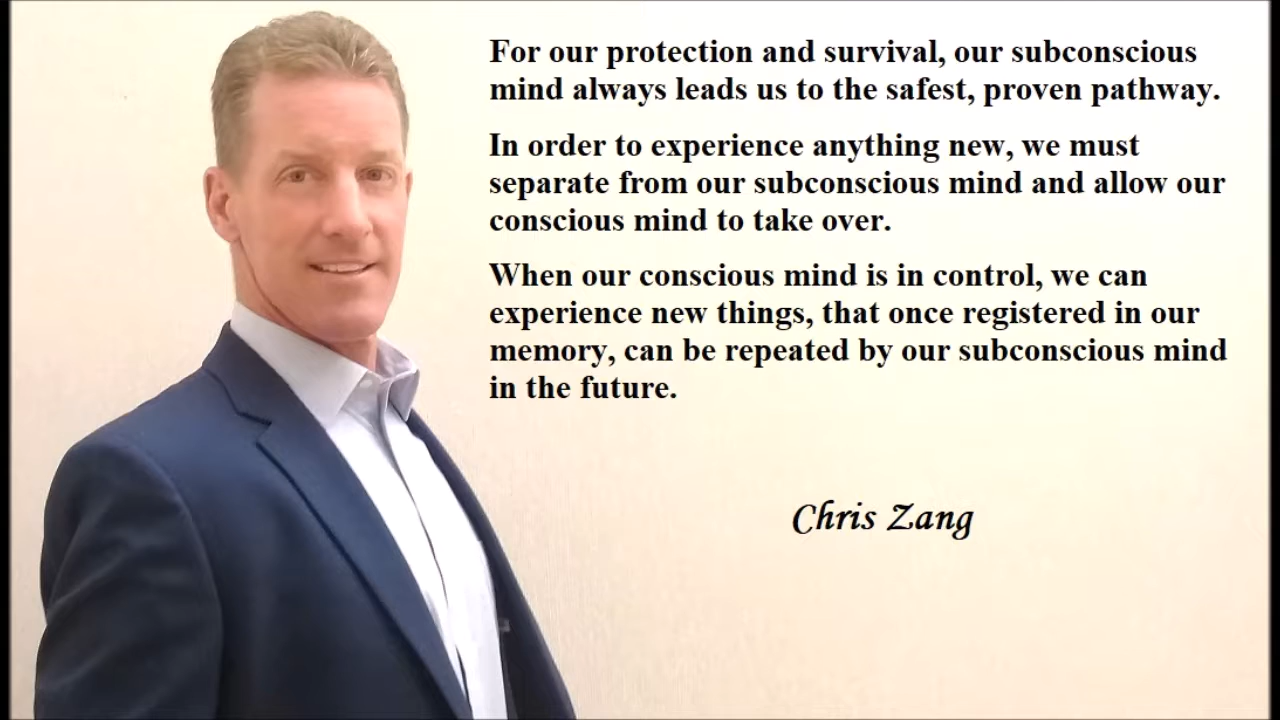 For our protection and survival, our subconscious
mind always leads us to the safest, proven pathway.
In order to experience anything new, we must
separate from our subconscious mind and allow our
conscious mind to take over.
When our conscious mind is in control, we can
experience new things, that once registered in our
memory, can be repeated by our subconscious mind
in the future.
Chris Zang